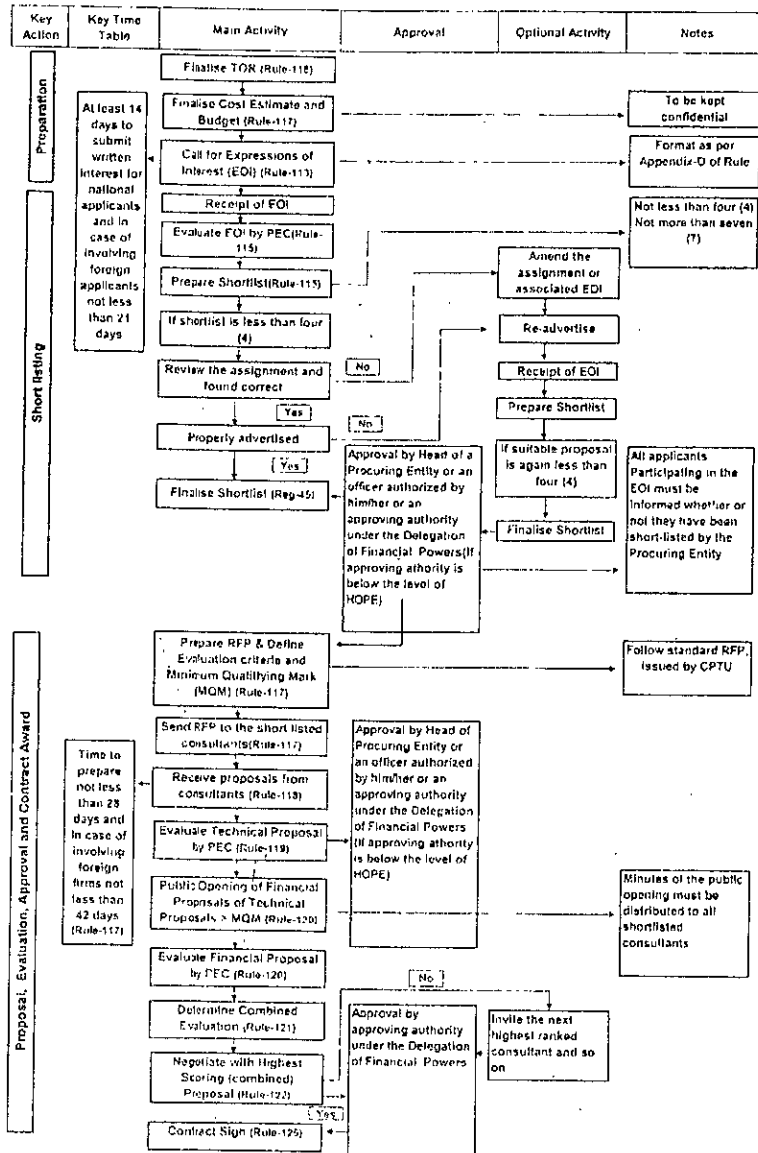 Key
Action
Key Time
Table
Main Activity
Approval
Optional Activity
Notes
Preparation
Finalise TOR (Rule-116)
Finalise Cost Estimate and
Budget (Rule-117)
To be kept
confidential
At least 14
days to
submit
written
interest for
national
applicants
and in
case of
involving
foreign
applicants
not less
than 21
days
Call for Expressions of
Interest (EOI) (Rule-113)
Format as per
Appendix-D of Rule
Short listing
Receipt of EOI
Evaluate EOI by PEC(Rule-
115)
Not less than four (4)
Not more than seven
(7)
Prepare Shortlist(Rule-115)
Amend the
assignment or
associated EOI
If shortlist is less than four
(4)
Re-advertise
Review the assignment and
found correct
No
Receipt of EOI
Yes
Prepare Shortlist
Properly advertised
No
Yes
If suitable proposal
is again less than
four (4)
Finalise Shortlist (Reg-45)
Finalise Shortlist
Approval by Head of a
Procuring Entity or an
officer authorized by
him/her or an
approving authority
under the Delegation
of Financial Powers(If
approving athority is
below the level of
HOPE)
All applicants
Participating in the
EOI must be
informed whether or
not they have been
short-listed by the
Procuring Entity
Proposal, Evaluation, Approval and Contract Award
Prepare RFP & Define
Evaluation criteria and
Minimum Qualifying Mark
(MQM) (Rule-117)
Follow standard RFP,
issued by CPTU
Send RFP to the short listed
consultants(Rule-117)
Time to
prepare
not less
than 28
days and
in case of
involving
foreign
firms not
less than
42 days
(Rule-117)
Receive proposals from
consultants (Rule-118)
Evaluate Technical Proposal
by PEC (Rule-119)
Approval by Head of
Procuring Entity or
an officer authorized
by him/her or an
approving authority
under the Delegation
of Financial Powers
(If approving athority
is below the level of
HOPE)
Public Opening of Financial
Proposals of Technical
Proposals > MQM (Rule-120)
Minutes of the public
opening must be
distributed to all
shortlisted
consultants
Evaluate Financial Proposal
by PEC (Rule-120)
No
Determine Combined
Evaluation (Rule-121)
Approval by
approving authority
under the Delegation
of Financial Powers
Invite the next
highest ranked
consultant and so
on
Negotiate with Highest
Scoring (combined)
Proposal (Rule-122)
Yes
Contract Sign (Rule-125)